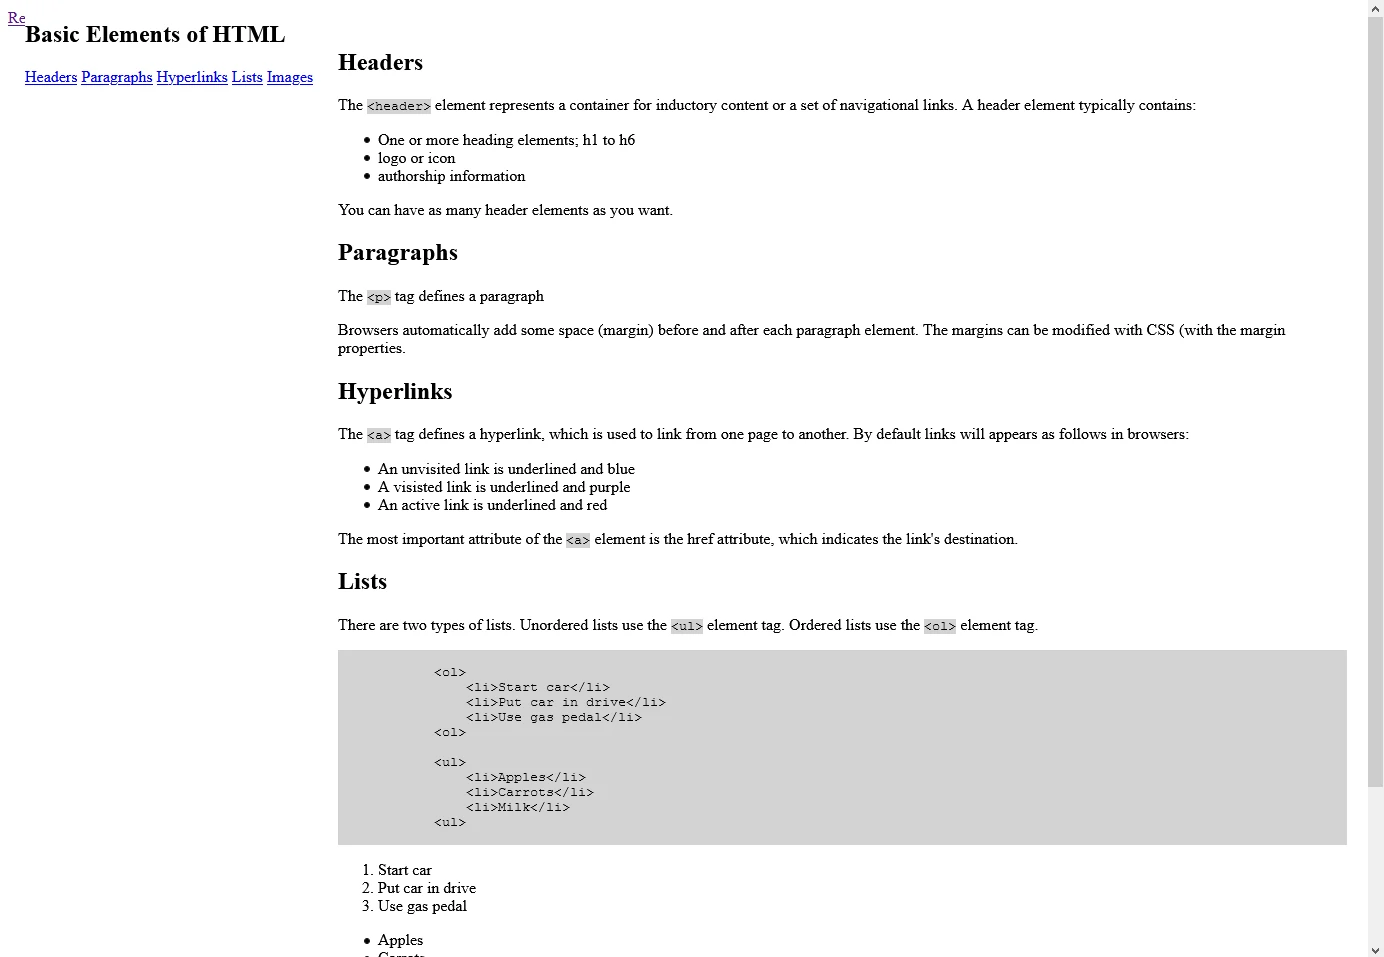 Re
Basic Elements of HTML
Headers Paragraphs Hyperlinks Lists Images
Headers
The <header> element represents a container for inductory content or a set of navigational links. A header element typically contains:
• One or more heading elements; h1 to h6
• logo or icon
• authorship information
You can have as many header elements as you want.
Paragraphs
The <p> tag defines a paragraph
Browsers automatically add some space (margin) before and after each paragraph element. The margins can be modified with CSS (with the margin
properties.
Hyperlinks
The <a> tag defines a hyperlink, which is used to link from one page to another. By default links will appears as follows in browsers:
• An unvisited link is underlined and blue
• A visisted link is underlined and purple
• An active link is underlined and red
The most important attribute of the <a> element is the href attribute, which indicates the link's destination.
Lists
There are two types of lists. Unordered lists use the <ul> element tag. Ordered lists use the <ol> element tag.
<ol>
<li>Start car</li>
<li>Put car in drive</li>
<li>Use gas pedal</li>
<ol>
<ul>
<li>Apples</li>
<li>Carrots</li>
<li>Milk</li>
<ul>
1. Start car
2. Put car in drive
3. Use gas pedal
• Apples
• Carrots